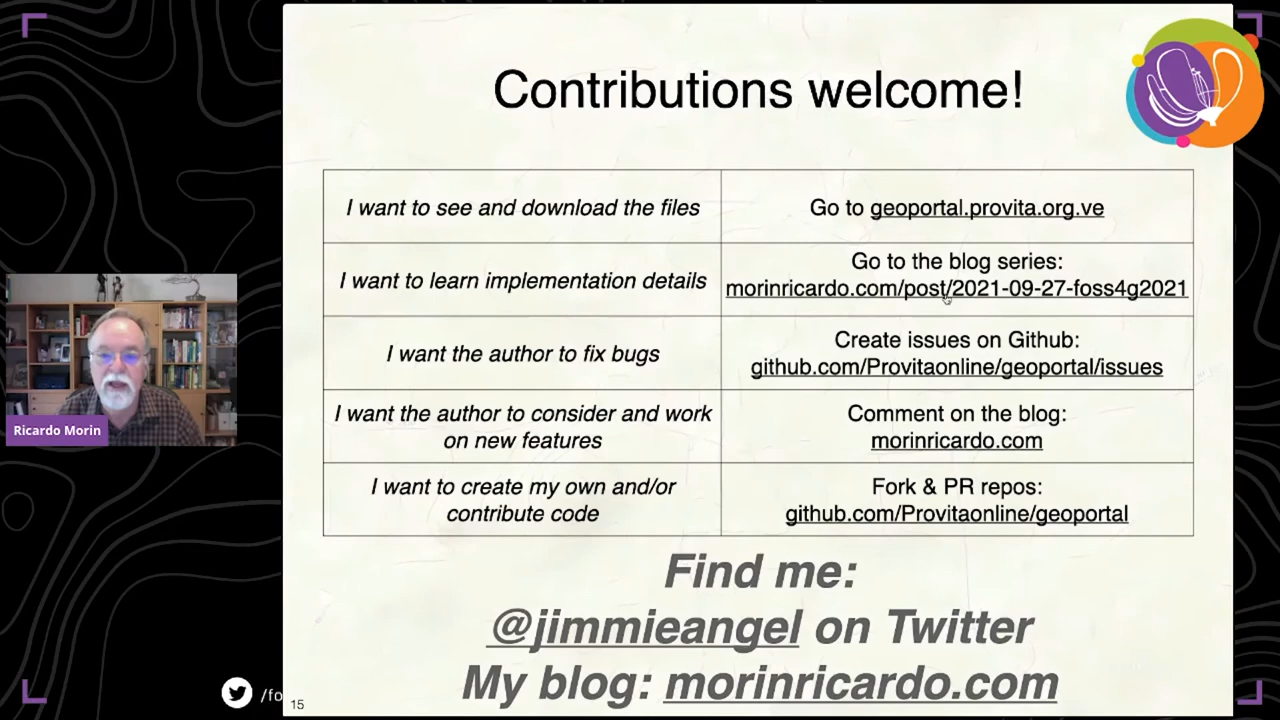 Contributions welcome!
I want to see and download the files
Go to geoportal.provita.org.ve
I want to learn implementation details
Go to the blog series:
morinricardo.com/post/2021-09-27-foss4g2021
I want the author to fix bugs
Create issues on Github:
github.com/Provitaonline/geoportal/issues
I want the author to consider and work
on new features
Comment on the blog:
morinricardo.com
I want to create my own and/or
contribute code
Fork & PR repos:
github.com/Provitaonline/geoportal
Find me:
@jimmieangel on Twitter
My blog: morinricardo.com
Ricardo Morin
/fo
15